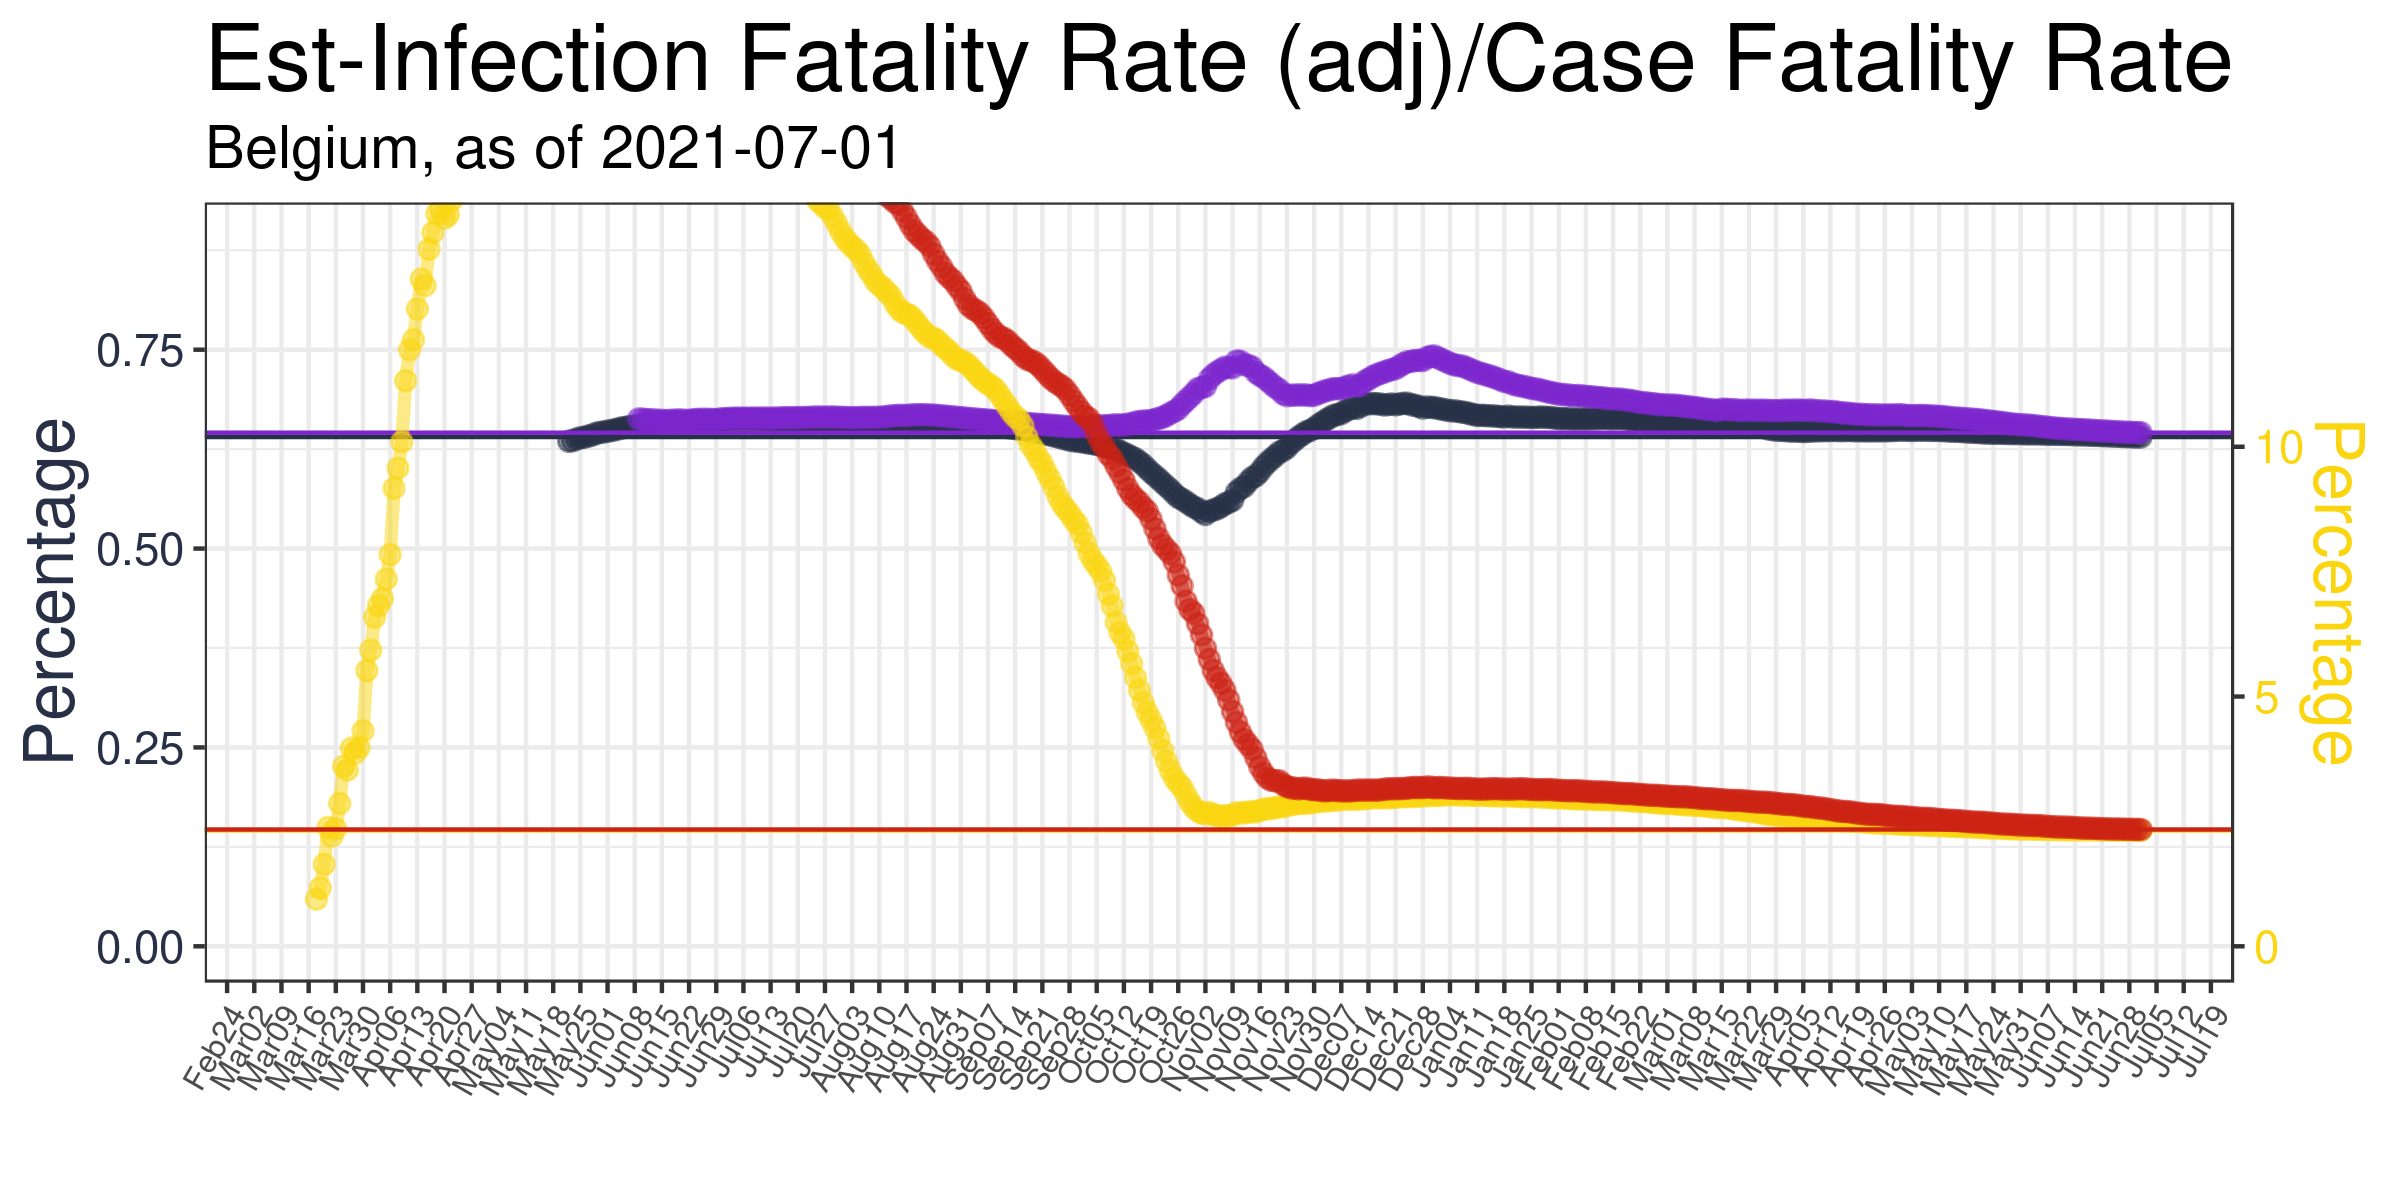 Est-Infection Fatality Rate (adj)/Case Fatality Rate
Belgium, as of 2021-07-01
Percentage
0.75
0.50
0.25
0.00
10
5
0
Percentage
Feb24
Mar02
Mar09
Mar16
Mar23
Mar30
Apr06
Apr13
Apr20
Apr27
May04
May11
May18
May25
Jun01
Jun08
Jun15
Jun22
Jun29
Jul06
Jul13
Jul20
Jul27
Aug03
Aug10
Aug17
Aug24
Aug31
Sep07
Sep14
Sep21
Sep28
Oct05
Oct12
Oct19
Oct26
Nov02
Nov09
Nov16
Nov23
Nov30
Dec07
Dec14
Dec21
Dec28
Jan04
Jan11
Jan18
Jan25
Feb01
Feb08
Feb15
Feb22
Mar01
Mar08
Mar15
Mar22
Mar29
Apr05
Apr12
Apr19
Apr26
May03
May10
May17
May24
May31
Jun07
Jun14
Jun21
Jun28
Jul05
Jul12
Jul19